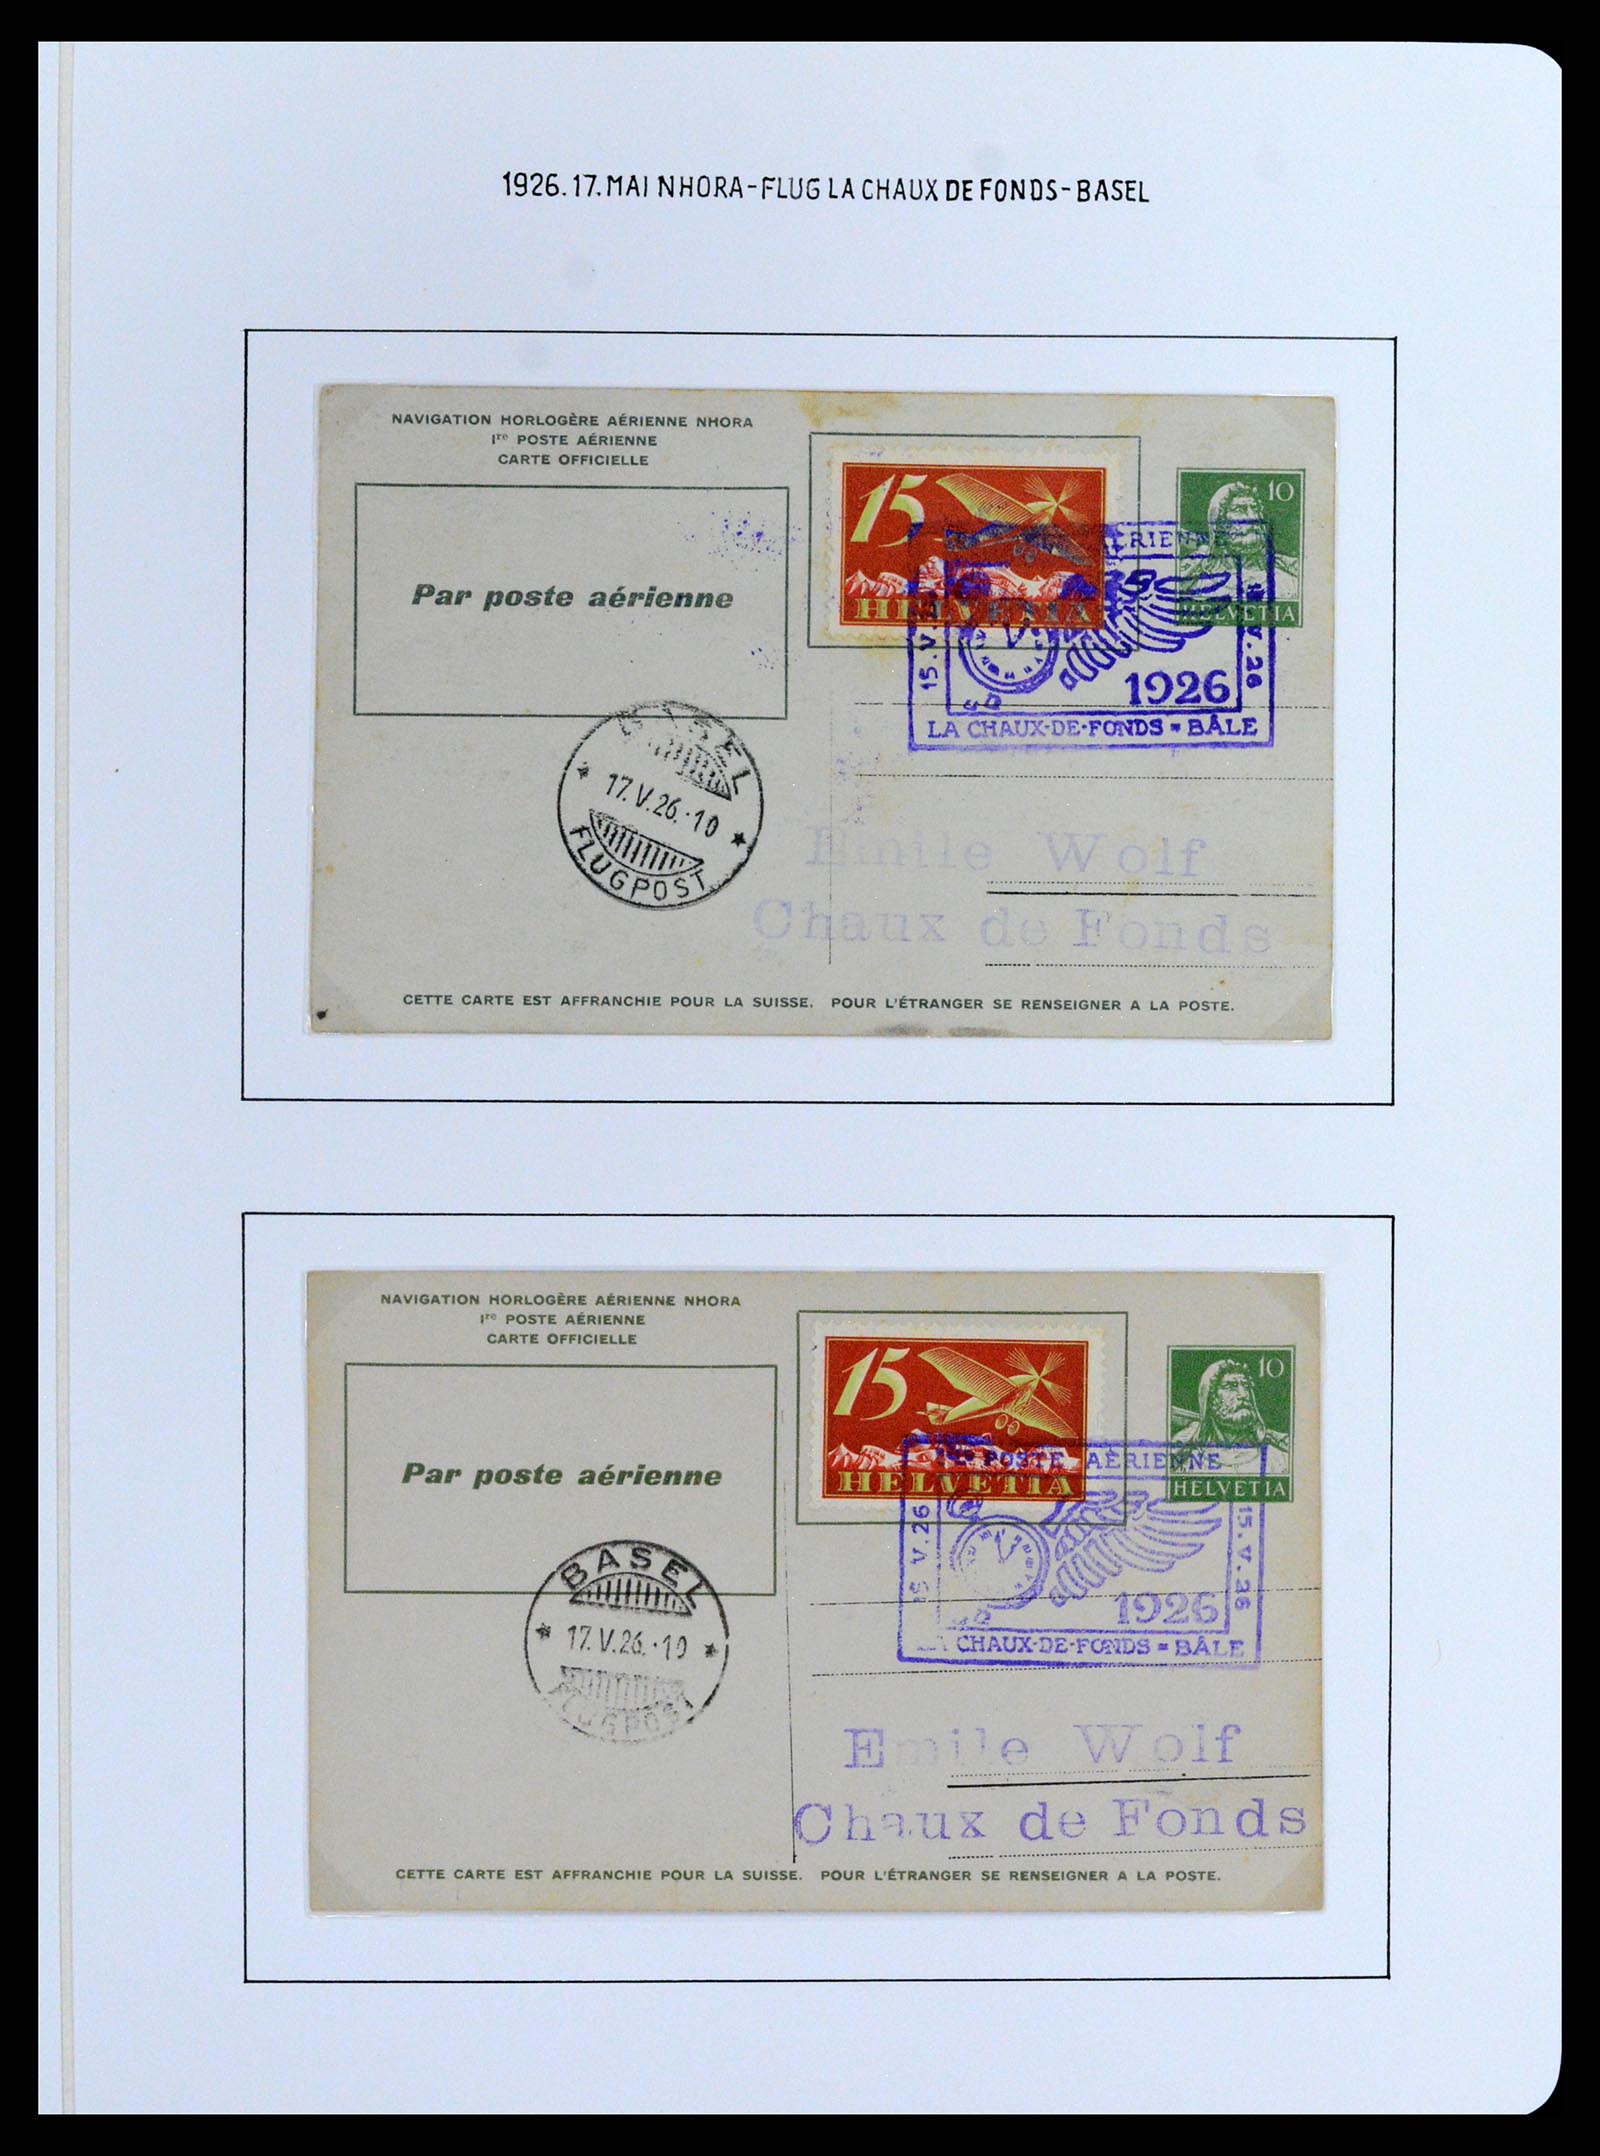 1926. 17. MAI NHORA-FLUG LA CHAUX DE FONDS-BASEL
NAVIGATION HORLOGÈRE AÉRIENNE NHORA
Ire POSTE AÉRIENNE
CARTE OFFICIELLE
Par poste aérienne
15
HELVETIA
10
HELVETIA
15.V.
V.26
1926
LA CHAUX-DE-FONDS = BÂLE
BASEL
17.V.26.-10
FLUGPOST
Emile Wolf
Chaux de Fonds
CETTE CARTE EST AFFRANCHIE POUR LA SUISSE. POUR L'ÉTRANGER SE RENSEIGNER A LA POSTE.
NAVIGATION HORLOGÈRE AÉRIENNE NHORA
Ire POSTE AÉRIENNE
CARTE OFFICIELLE
Par poste aérienne
15
HELVETIA
10
HELVETIA
POSTE AÉRIENNE
15 V.26
15.V.26
1926
CHAUX-DE-FONDS = BÂLE
BASEL
17.V.26.-10
FLUGPOST
Emile Wolf
Chaux de Fonds
CETTE CARTE EST AFFRANCHIE POUR LA SUISSE. POUR L'ÉTRANGER SE RENSEIGNER A LA POSTE.